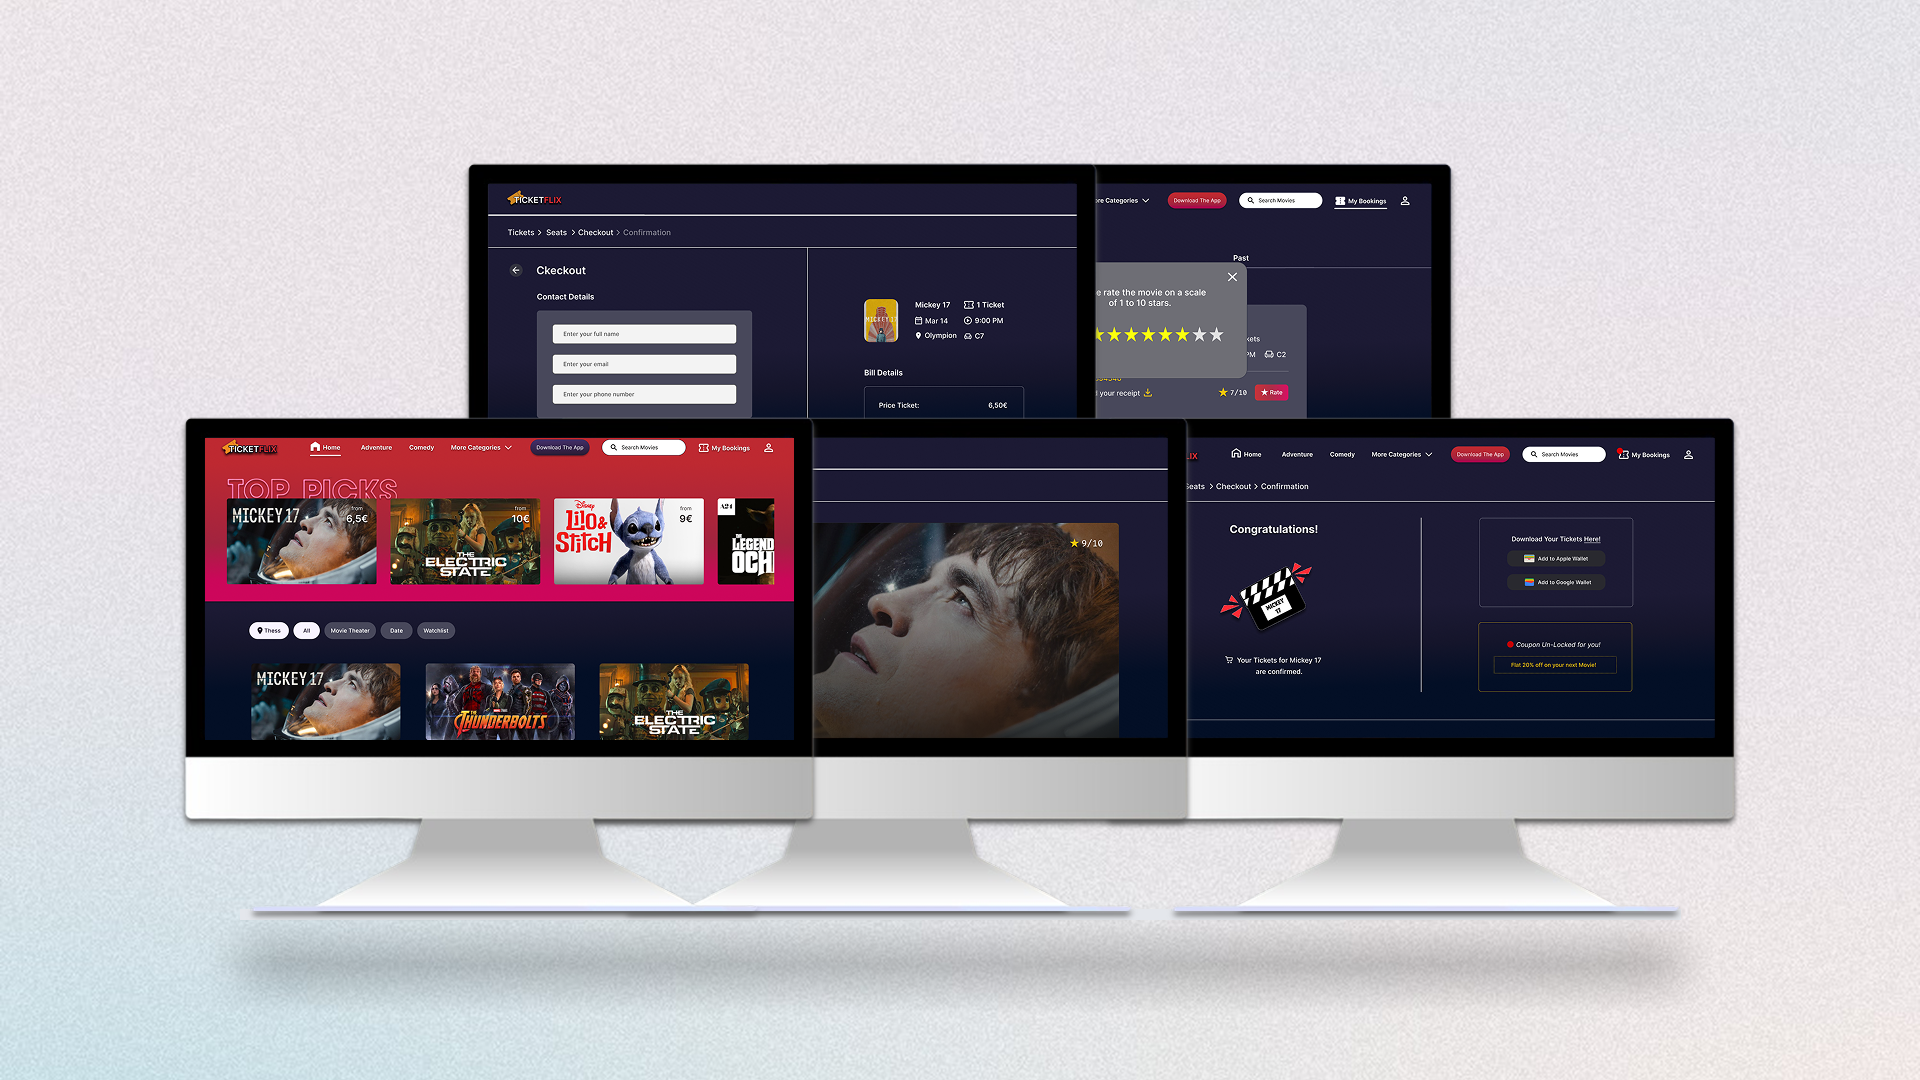 TICKETFLIX
Tickets > Seats > Checkout > Confirmation
Ckeckout
Contact Details
Enter your full name
Enter your email
Enter your phone number
Mickey 17
1 Ticket
Mar 14
9:00 PM
Olympion
C7
MICKEY 17
Bill Details
Price Ticket:
6,50€
ore Categories
Download The App
Search Movies
My Bookings
Past
e rate the movie on a scale
of 1 to 10 stars.
kets
PM
C2
l your receipt
7/10
Rate
TICKETFLIX
Home
Adventure
Comedy
More Categories
Download The App
Search Movies
My Bookings
TOP PICKS
MICKEY 17
from
6,5€
from
10€
THE
ELECTRIC
STATE
Disney
Lilo &
Stitch
from
9€
A24
THE
LEGEND
OCH
Thess
All
Movie Theater
Date
Watchlist
MICKEY 17
THUNDERBOLTS
THE
ELECTRIC
STATE
9/10
LIX
Home
Adventure
Comedy
More Categories
Download The App
Search Movies
My Bookings
Seats > Checkout > Confirmation
Congratulations!
MICKEY
17
Your Tickets for Mickey 17
are confirmed.
Download Your Tickets Here!
Add to Apple Wallet
Add to Google Wallet
Coupon Un-Locked for you!
Flat 20% off on your next Movie!